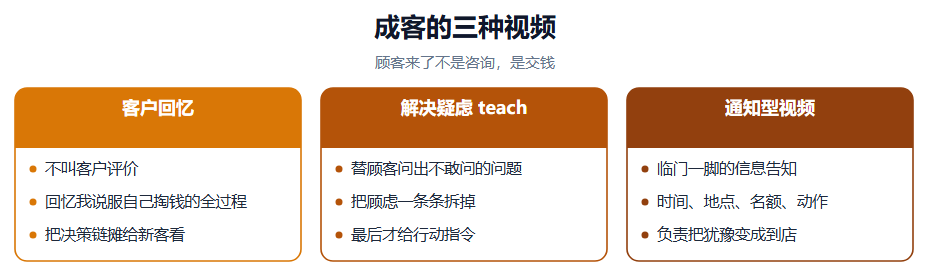 成客的三种视频
顾客来了不是咨询，是交钱
客户回忆
不叫客户评价
回忆我说服自己掏钱的全过程
把决策链摊给新客看
解决疑虑 teach
替顾客问出不敢问的问题
把顾虑一条条拆掉
最后才给行动指令
通知型视频
临门一脚的信息告知
时间、地点、名额、动作
负责把犹豫变成到店